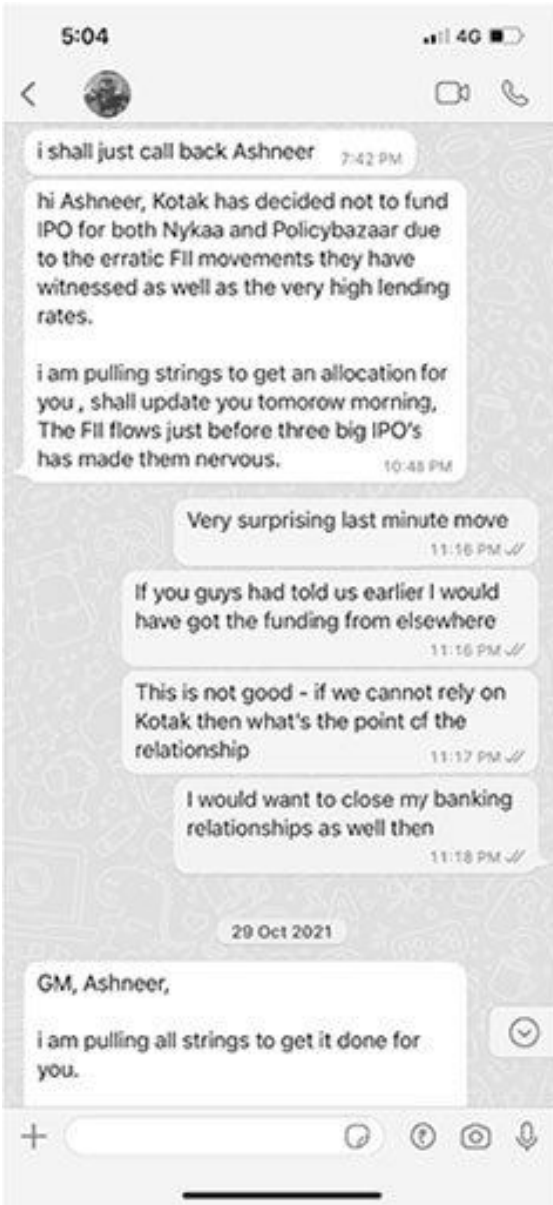 5:04
4G
i shall just call back Ashneer
7:42 PM
hi Ashneer, Kotak has decided not to fund
IPO for both Nykaa and Policybazaar due
to the erratic FII movements they have
witnessed as well as the very high lending
rates.
i am pulling strings to get an allocation for
you , shall update you tomorow morning,
The FII flows just before three big IPO's
has made them nervous.
10:48 PM
Very surprising last minute move
11:16 PM
If you guys had told us earlier I would
have got the funding from elsewhere
11:16 PM
This is not good - if we cannot rely on
Kotak then what's the point of the
relationship
11:17 PM
I would want to close my banking
relationships as well then
11:18 PM
29 Oct 2021
GM, Ashneer,
i am pulling all strings to get it done for
you.